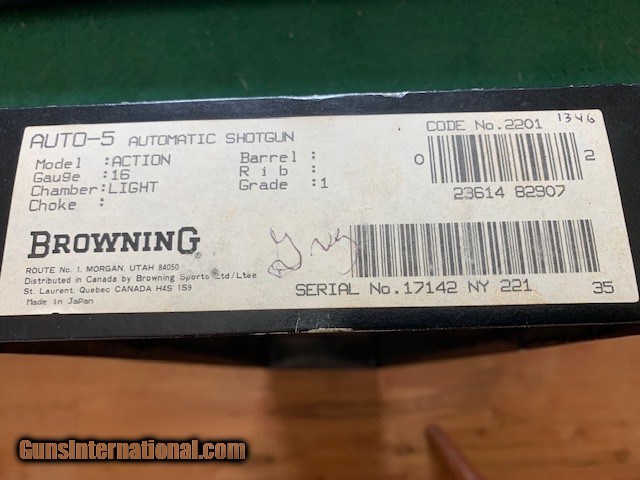 AUTO-5 AUTOMATIC SHOTGUN
Model :ACTION
Gauge :16
Chamber:LIGHT
Choke :
Barrel :
Rib :
Grade :1
CODE No.2201
1346
0 2
23614 82907
BROWNING®
ROUTE No. 1. MORGAN. UTAH 84050
Distributed in Canada by Browning Sports Ltd/Ltee
St. Laurent. Quebec CANADA H4S 1S9
Made in Japan
SERIAL No.17142 NY 221 35
GunsInternational.com